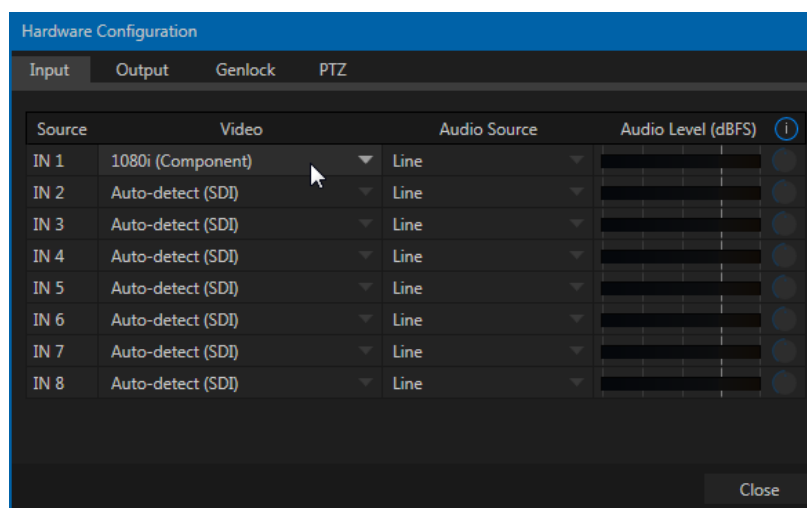 Hardware Configuration
Input Output Genlock PTZ
Source Video Audio Source Audio Level (dBFS) i
IN 1 1080i (Component) Line
IN 2 Auto-detect (SDI) Line
IN 3 Auto-detect (SDI) Line
IN 4 Auto-detect (SDI) Line
IN 5 Auto-detect (SDI) Line
IN 6 Auto-detect (SDI) Line
IN 7 Auto-detect (SDI) Line
IN 8 Auto-detect (SDI) Line
Close